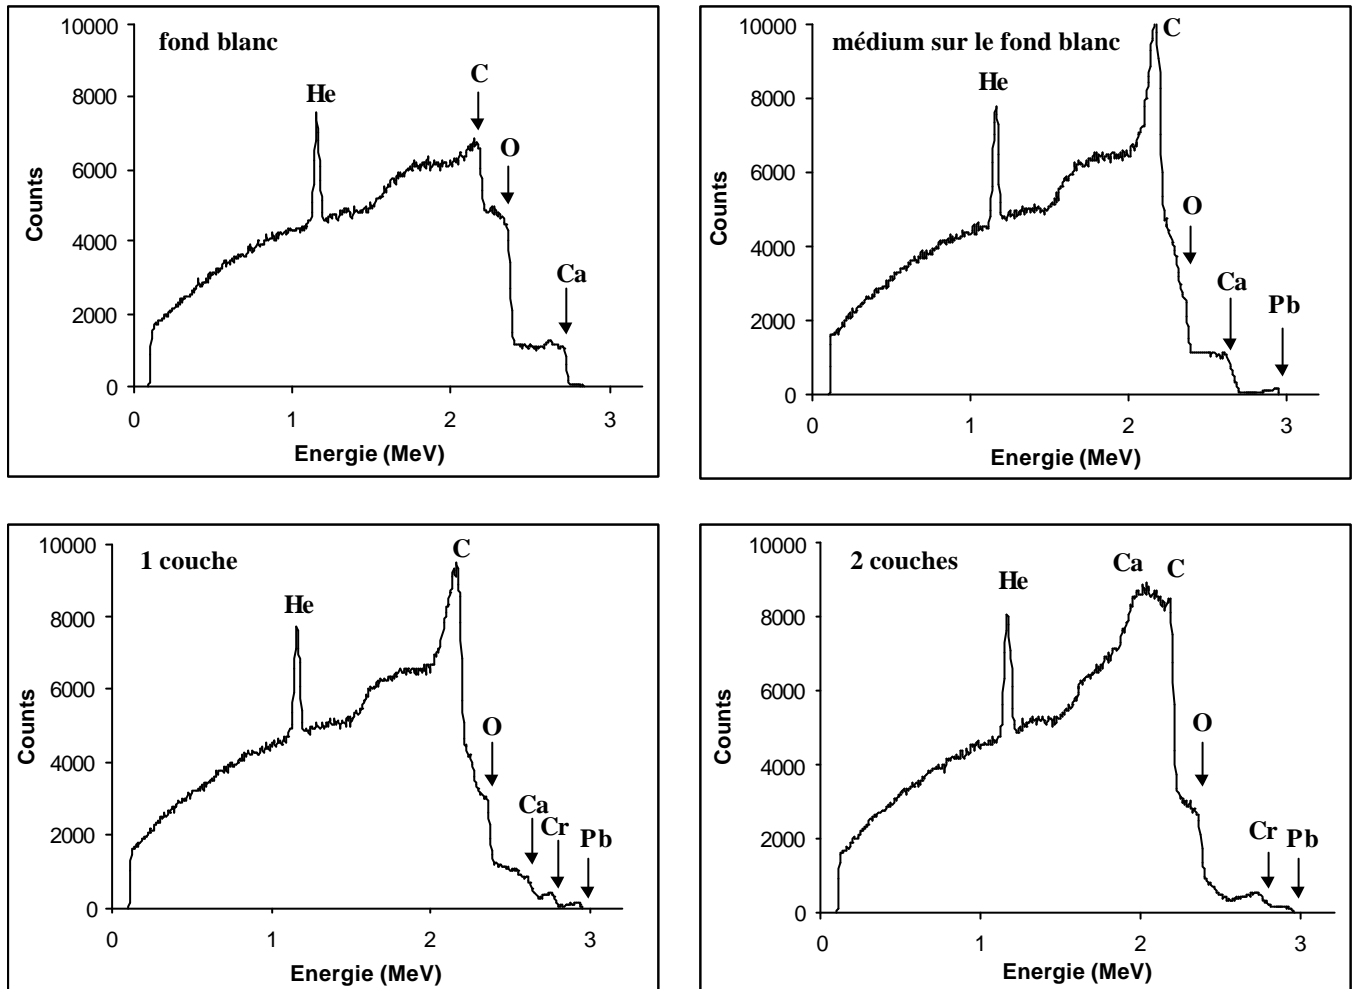 fond blanc
10000
8000
6000
4000
2000
0
Counts
He
C
O
Ca
0 1 2 3
Energie (MeV)
médium sur le fond blanc
10000
8000
6000
4000
2000
0
Counts
He
C
O
Ca
Pb
0 1 2 3
Energie (MeV)
1 couche
10000
8000
6000
4000
2000
0
Counts
He
C
O
Ca
Cr
Pb
0 1 2 3
Energie (MeV)
2 couches
10000
8000
6000
4000
2000
0
Counts
He
Ca
C
O
Cr
Pb
0 1 2 3
Energie (MeV)